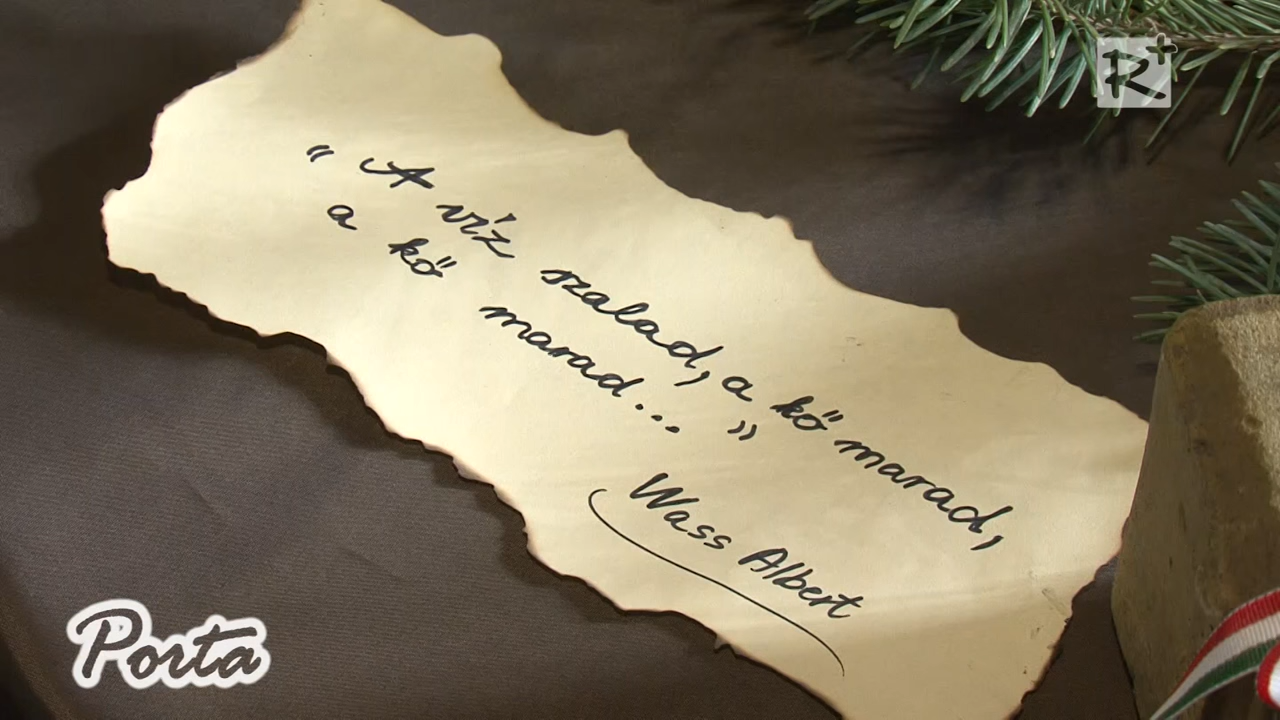 R+
“ A víz szalad, a kő marad,
a kő marad... ”
Wass Albert
Porta